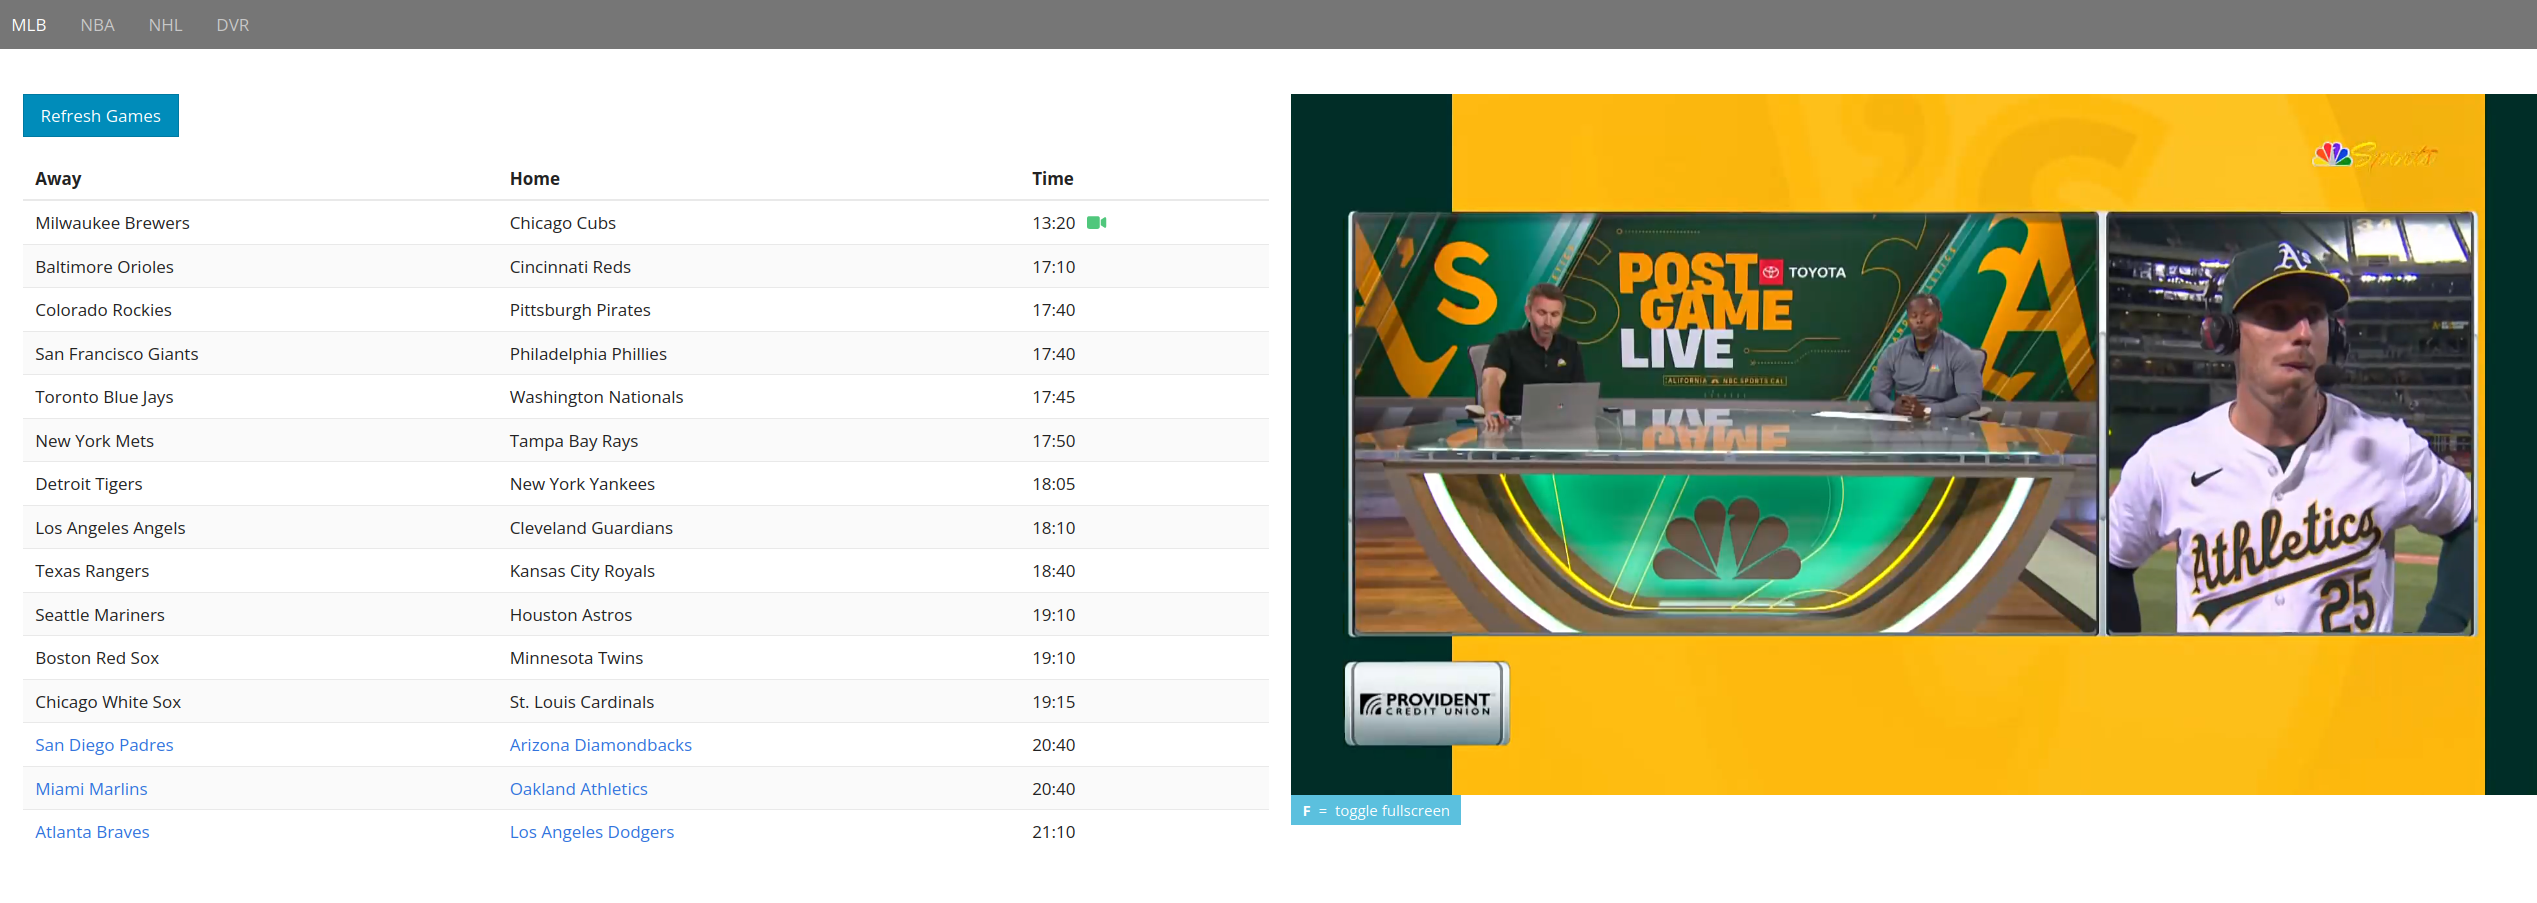 MLB NBA NHL DVR
Refresh Games
Away Home Time
Milwaukee Brewers Chicago Cubs 13:20
Baltimore Orioles Cincinnati Reds 17:10
Colorado Rockies Pittsburgh Pirates 17:40
San Francisco Giants Philadelphia Phillies 17:40
Toronto Blue Jays Washington Nationals 17:45
New York Mets Tampa Bay Rays 17:50
Detroit Tigers New York Yankees 18:05
Los Angeles Angels Cleveland Guardians 18:10
Texas Rangers Kansas City Royals 18:40
Seattle Mariners Houston Astros 19:10
Boston Red Sox Minnesota Twins 19:10
Chicago White Sox St. Louis Cardinals 19:15
San Diego Padres Arizona Diamondbacks 20:40
Miami Marlins Oakland Athletics 20:40
Atlanta Braves Los Angeles Dodgers 21:10
Sports
'S
POST
GAME
LIVE
TOYOTA
CALIFORNIA NBC SPORTS CAL
A
A's
Athletics
25
PROVIDENT
CREDIT UNION
F = toggle fullscreen